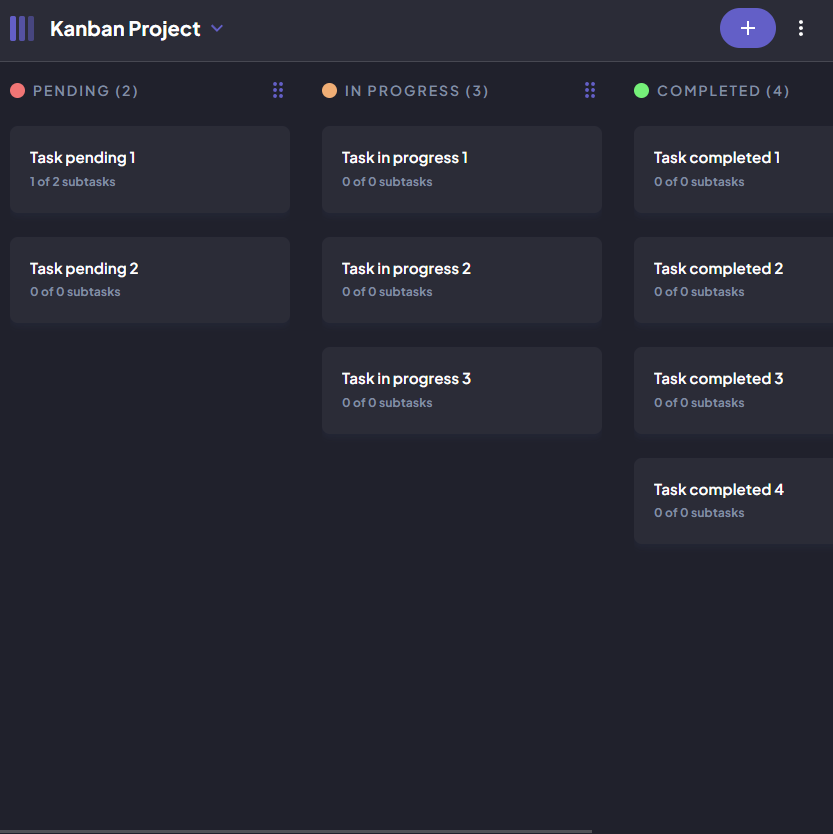 Kanban Project
PENDING (2)
Task pending 1
1 of 2 subtasks
Task pending 2
0 of 0 subtasks
IN PROGRESS (3)
Task in progress 1
0 of 0 subtasks
Task in progress 2
0 of 0 subtasks
Task in progress 3
0 of 0 subtasks
COMPLETED (4)
Task completed 1
0 of 0 subtasks
Task completed 2
0 of 0 subtasks
Task completed 3
0 of 0 subtasks
Task completed 4
0 of 0 subtasks